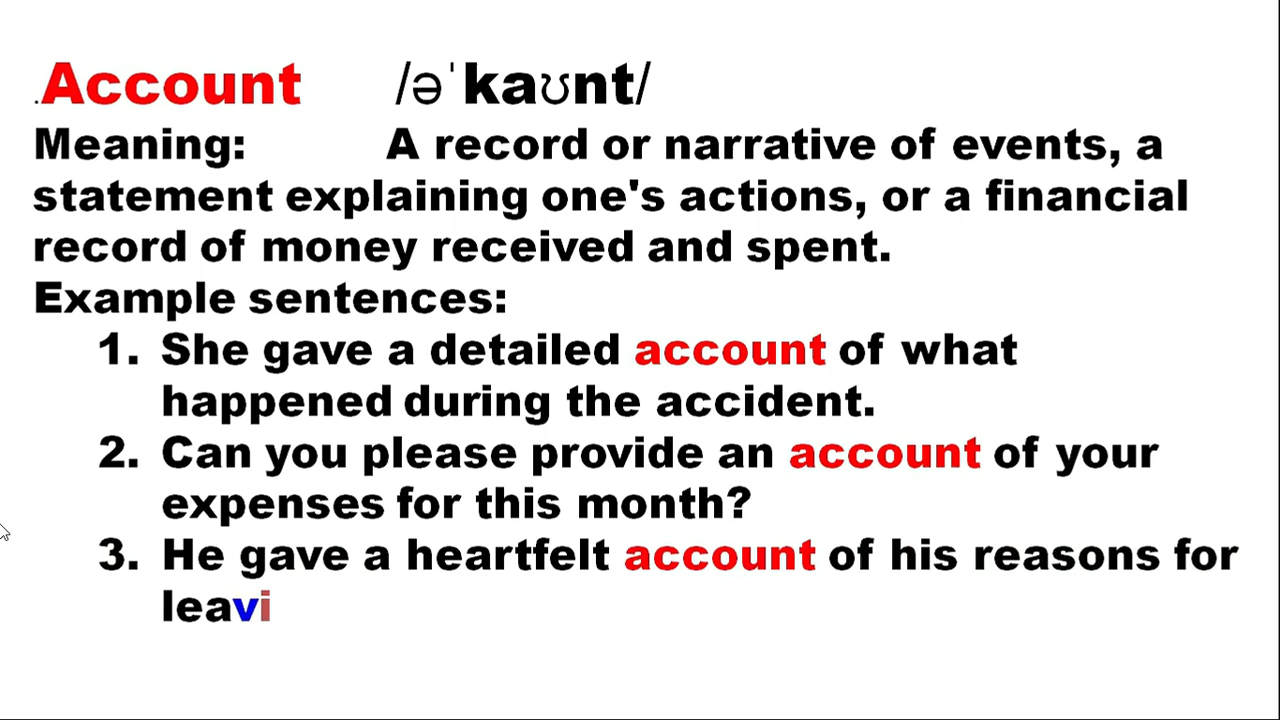 .Account /əˈkaʊnt/
Meaning: A record or narrative of events, a
statement explaining one's actions, or a financial
record of money received and spent.
Example sentences:
1. She gave a detailed account of what
happened during the accident.
2. Can you please provide an account of your
expenses for this month?
3. He gave a heartfelt account of his reasons for
leavi